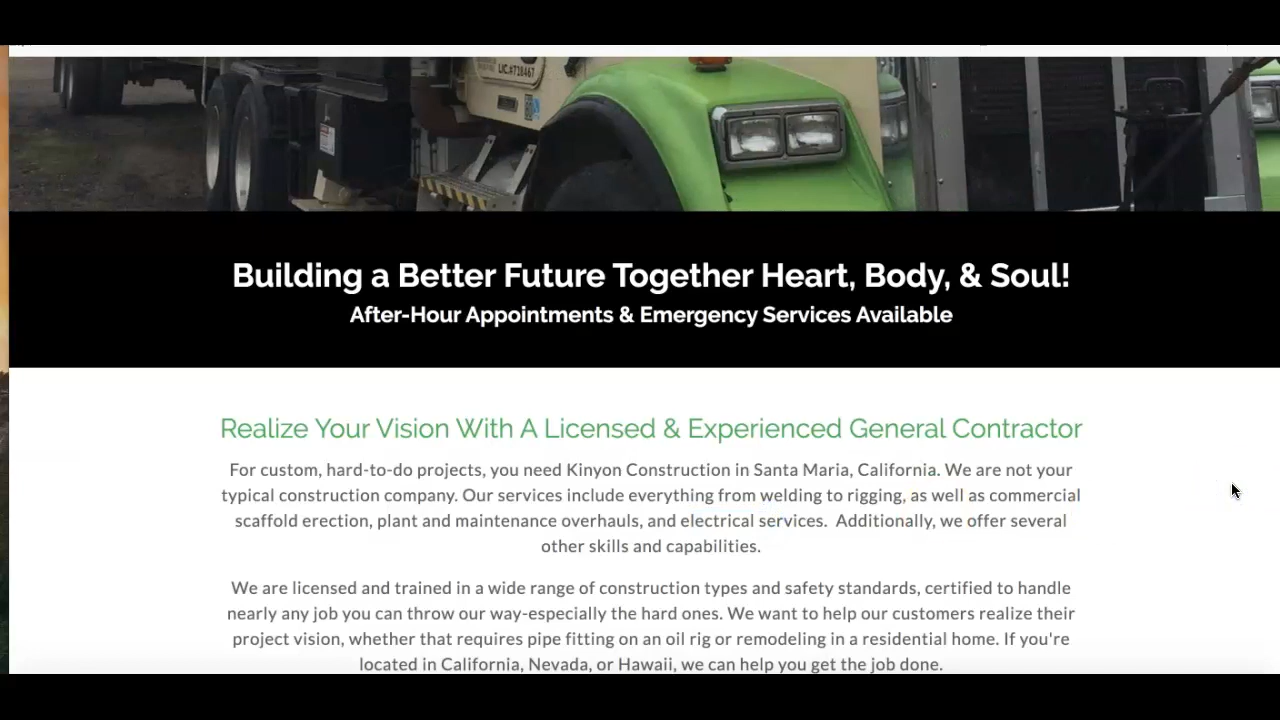 LIC.#718467
Building a Better Future Together Heart, Body, & Soul!
After-Hour Appointments & Emergency Services Available
Realize Your Vision With A Licensed & Experienced General Contractor
For custom, hard-to-do projects, you need Kinyon Construction in Santa Maria, California. We are not your
typical construction company. Our services include everything from welding to rigging, as well as commercial
scaffold erection, plant and maintenance overhauls, and electrical services.  Additionally, we offer several
other skills and capabilities.
We are licensed and trained in a wide range of construction types and safety standards, certified to handle
nearly any job you can throw our way-especially the hard ones. We want to help our customers realize their
project vision, whether that requires pipe fitting on an oil rig or remodeling in a residential home. If you're
located in California, Nevada, or Hawaii, we can help you get the job done.